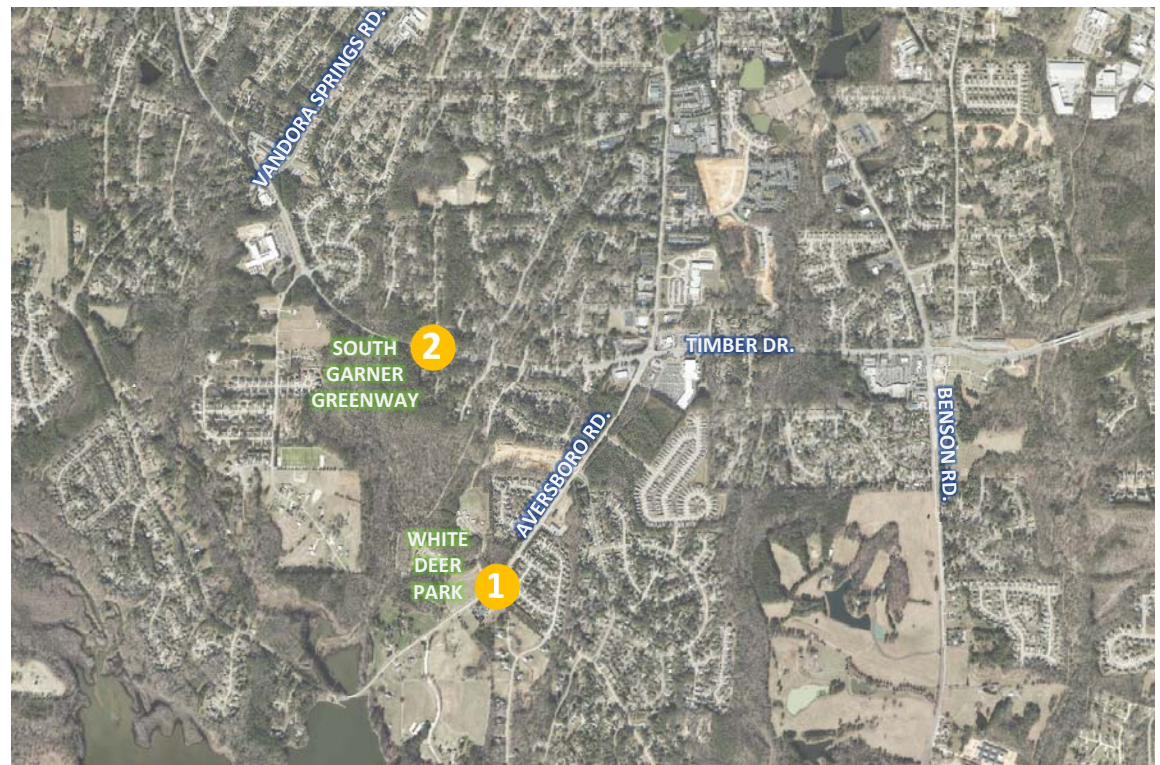 VANDORA SPRINGS RD.
SOUTH
GARNER
GREENWAY
2
TIMBER DR.
AVERSBORO RD.
BENSON RD.
WHITE
DEER
PARK
1